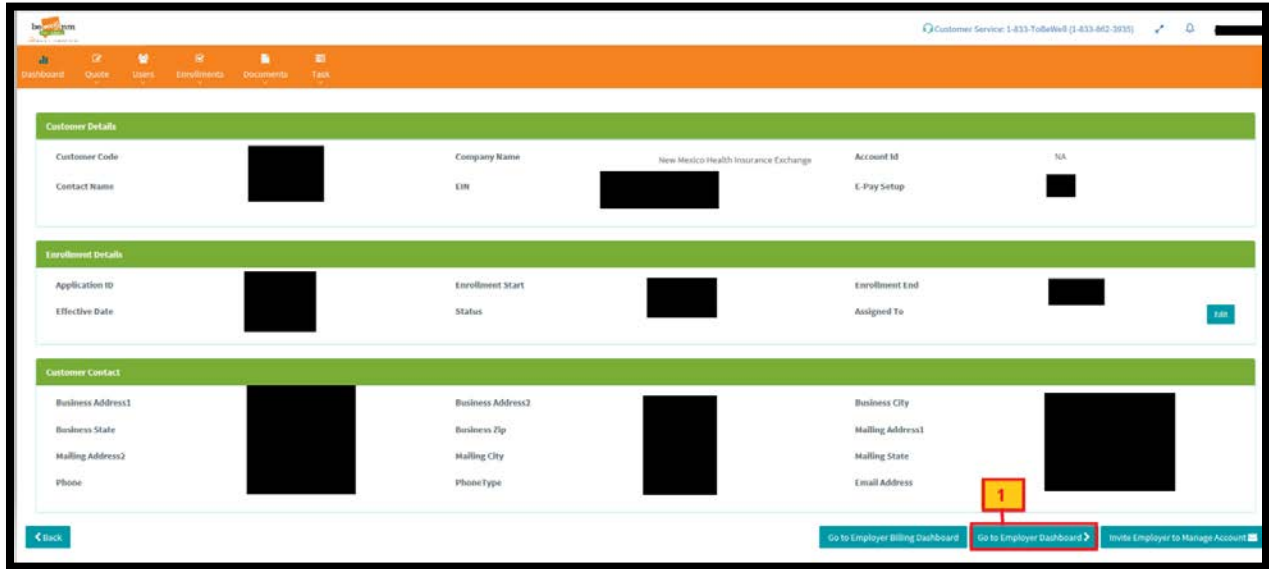 bewellnm
Customer Service: 1-833-ToBeWell (1-833-862-3935)
Dashboard Quote Users Enrollments Documents Task
Customer Details
Customer Code Company Name New Mexico Health Insurance Exchange Account Id NA
Contact Name EIN E-Pay Setup
Enrollment Details
Application ID Enrollment Start Enrollment End
Effective Date Status Assigned To Edit
Customer Contact
Business Address1 Business Address2 Business City
Business State Business Zip Mailing Address1
Mailing Address2 Mailing City Mailing State
Phone PhoneType Email Address
1
Back Go to Employer Billing Dashboard Go to Employer Dashboard Invite Employer to Manage Account